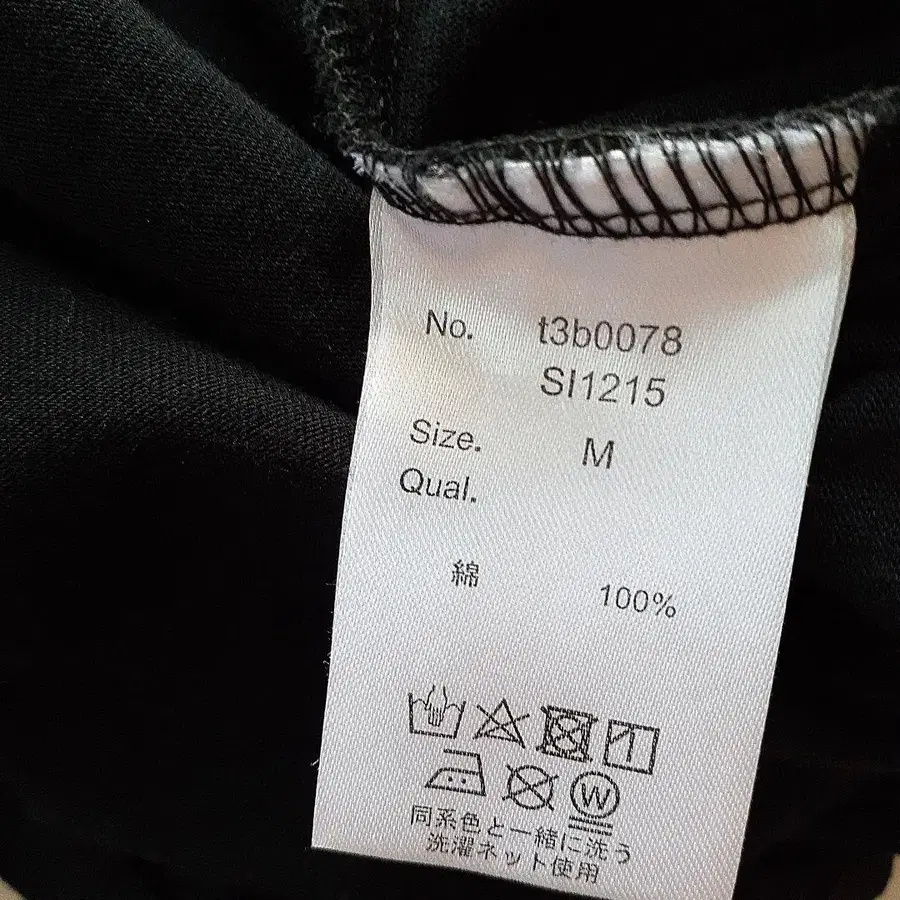 No. t3b0078
SI1215
Size. M
Qual.
綿 100%
W
同系色と一緒に洗う
洗濯ネット使用